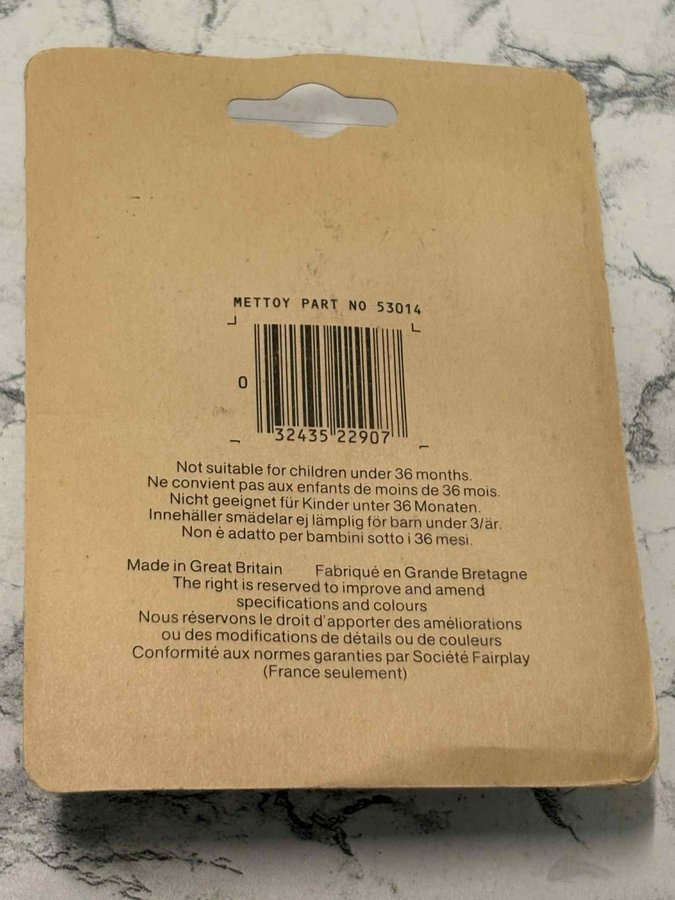 METTOY PART NO 53014
0
32435 22907
Not suitable for children under 36 months.
Ne convient pas aux enfants de moins de 36 mois.
Nicht geeignet für Kinder unter 36 Monaten.
Innehäller smädelar ej lämplig för barn under 3/är.
Non è adatto per bambini sotto i 36 mesi.
Made in Great Britain Fabriqué en Grande Bretagne
The right is reserved to improve and amend
specifications and colours
Nous réservons le droit d'apporter des améliorations
ou des modifications de détails ou de couleurs
Conformité aux normes garanties par Société Fairplay
(France seulement)